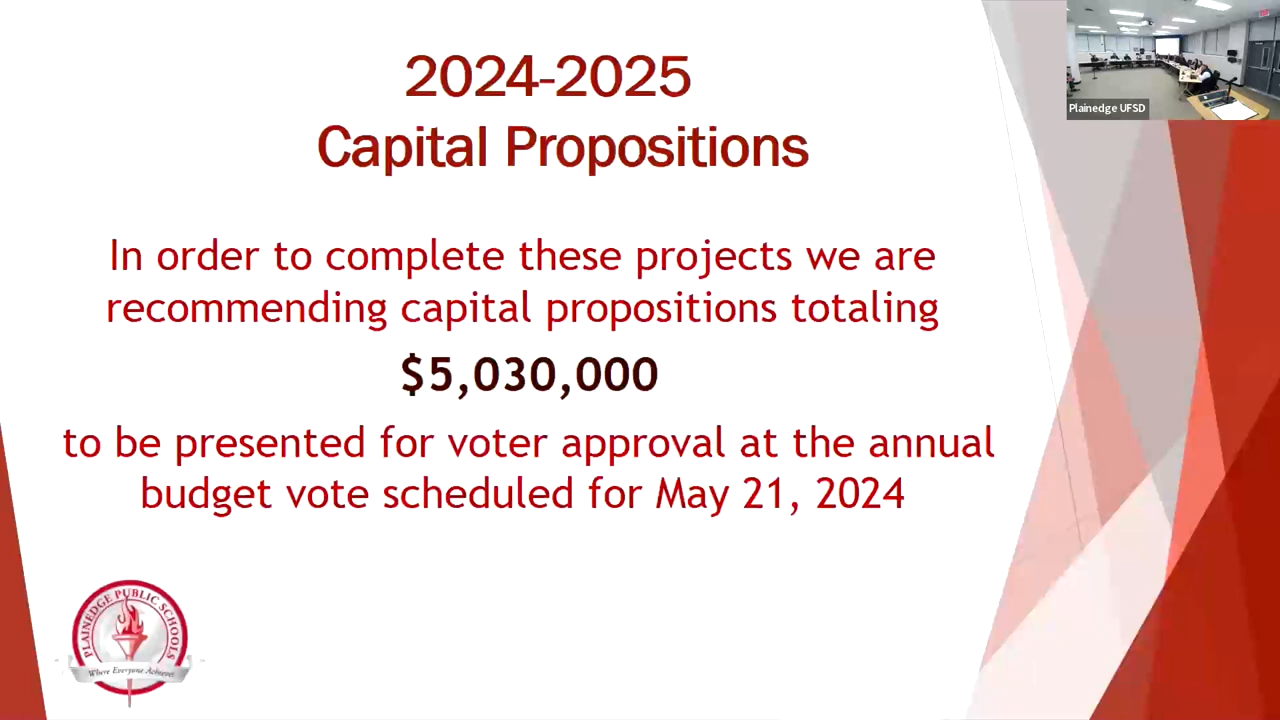 2024-2025
Capital Propositions
In order to complete these projects we are
recommending capital propositions totaling
$5,030,000
to be presented for voter approval at the annual
budget vote scheduled for May 21, 2024
Plainedge UFSD
PLAINEDGE PUBLIC SCHOOLS
Where Everyone Achieves